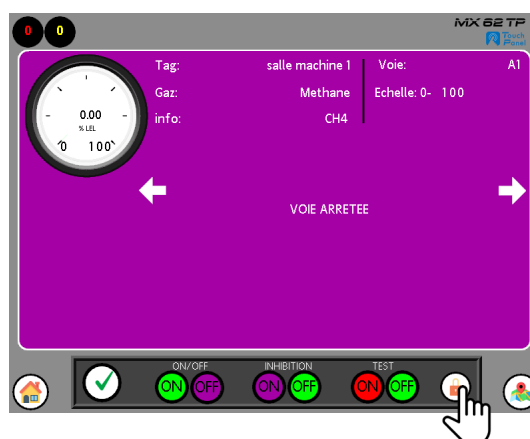 0 0
MX 62 TP
Touch
Panel
Tag: salle machine 1 Voie: A1
Gaz: Methane Echelle: 0- 100
info: CH4
0.00
% LEL
0 100
VOIE ARRETEE
ON/OFF INHIBITION TEST
ON OFF ON OFF ON OFF